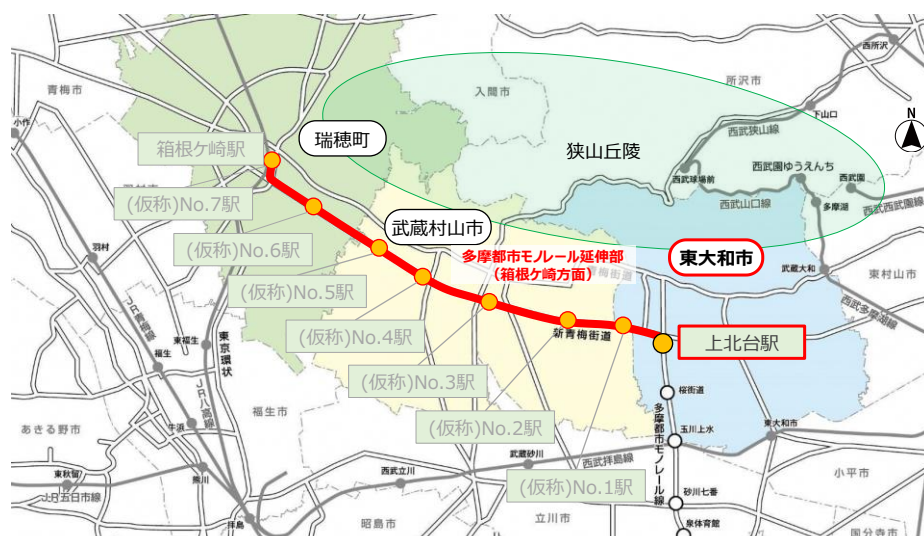 西所沢
所沢市
青梅市
入間市
下山口
西武狭山線
小作
N
瑞穂町
狭山丘陵
箱根ケ崎駅
西武球場前
西武園ゆうえんち
西武園
多摩湖
西武西武園線
西武山口線
(仮称)No.7駅
武蔵村山市
羽村
(仮称)No.6駅
多摩都市モノレール延伸部
（箱根ケ崎方面）
青梅街道
東大和市
武蔵大和
東村山市
(仮称)No.5駅
JR青梅線
西武多摩湖線
(仮称)No.4駅
新青梅街道
上北台駅
東福生
東京環状
福生
(仮称)No.3駅
JR八高線
桜街道
福生市
あきる野市
牛浜
(仮称)No.2駅
多摩都市モノレール線
玉川上水
東大和市
武蔵砂川
西武拝島線
東秋留
熊川
西武立川
小平市
JR五日市線
(仮称)No.1駅
砂川七番
拝島
昭島市
立川市
泉体育館
国分寺市